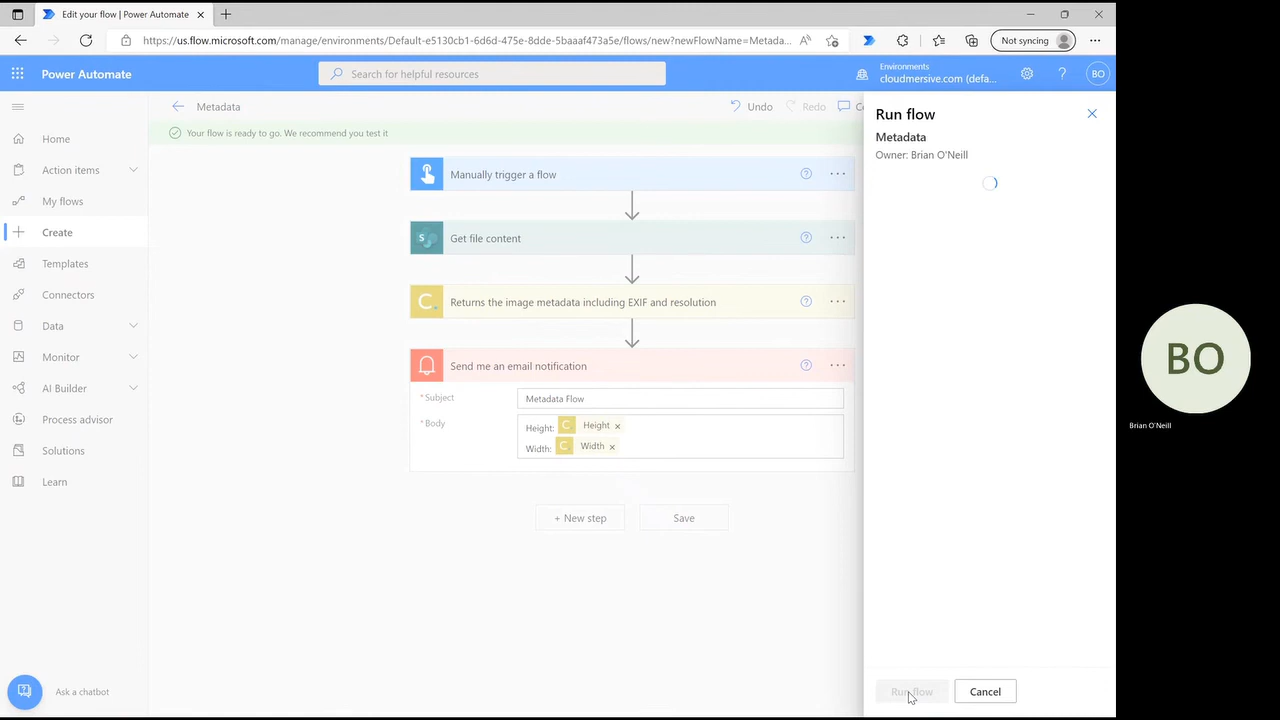 Edit your flow | Power Automate
https://us.flow.microsoft.com/manage/environments/Default-e5130cb1-6d6d-475e-8dde-5baaaf473a5e/flows/new?newFlowName=Metada...
Not syncing
Power Automate
Search for helpful resources
Environments
cloudmersive.com (defa...
BO
Metadata
Undo
Redo
Your flow is ready to go. We recommend you test it
Home
Action items
My flows
Create
Templates
Connectors
Data
Monitor
AI Builder
Process advisor
Solutions
Learn
Ask a chatbot
Manually trigger a flow
S
Get file content
C.
Returns the image metadata including EXIF and resolution
Send me an email notification
* Subject
Metadata Flow
* Body
Height: C Height ×
Width: C Width ×
+ New step
Save
Run flow
Metadata
Owner: Brian O'Neill
Run flow
Cancel
BO
Brian O'Neill